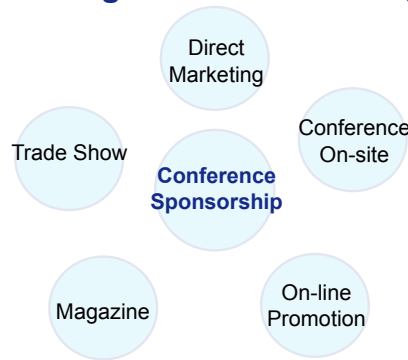 Direct
Marketing
Conference
On-site
Trade Show
Conference
Sponsorship
On-line
Promotion
Magazine